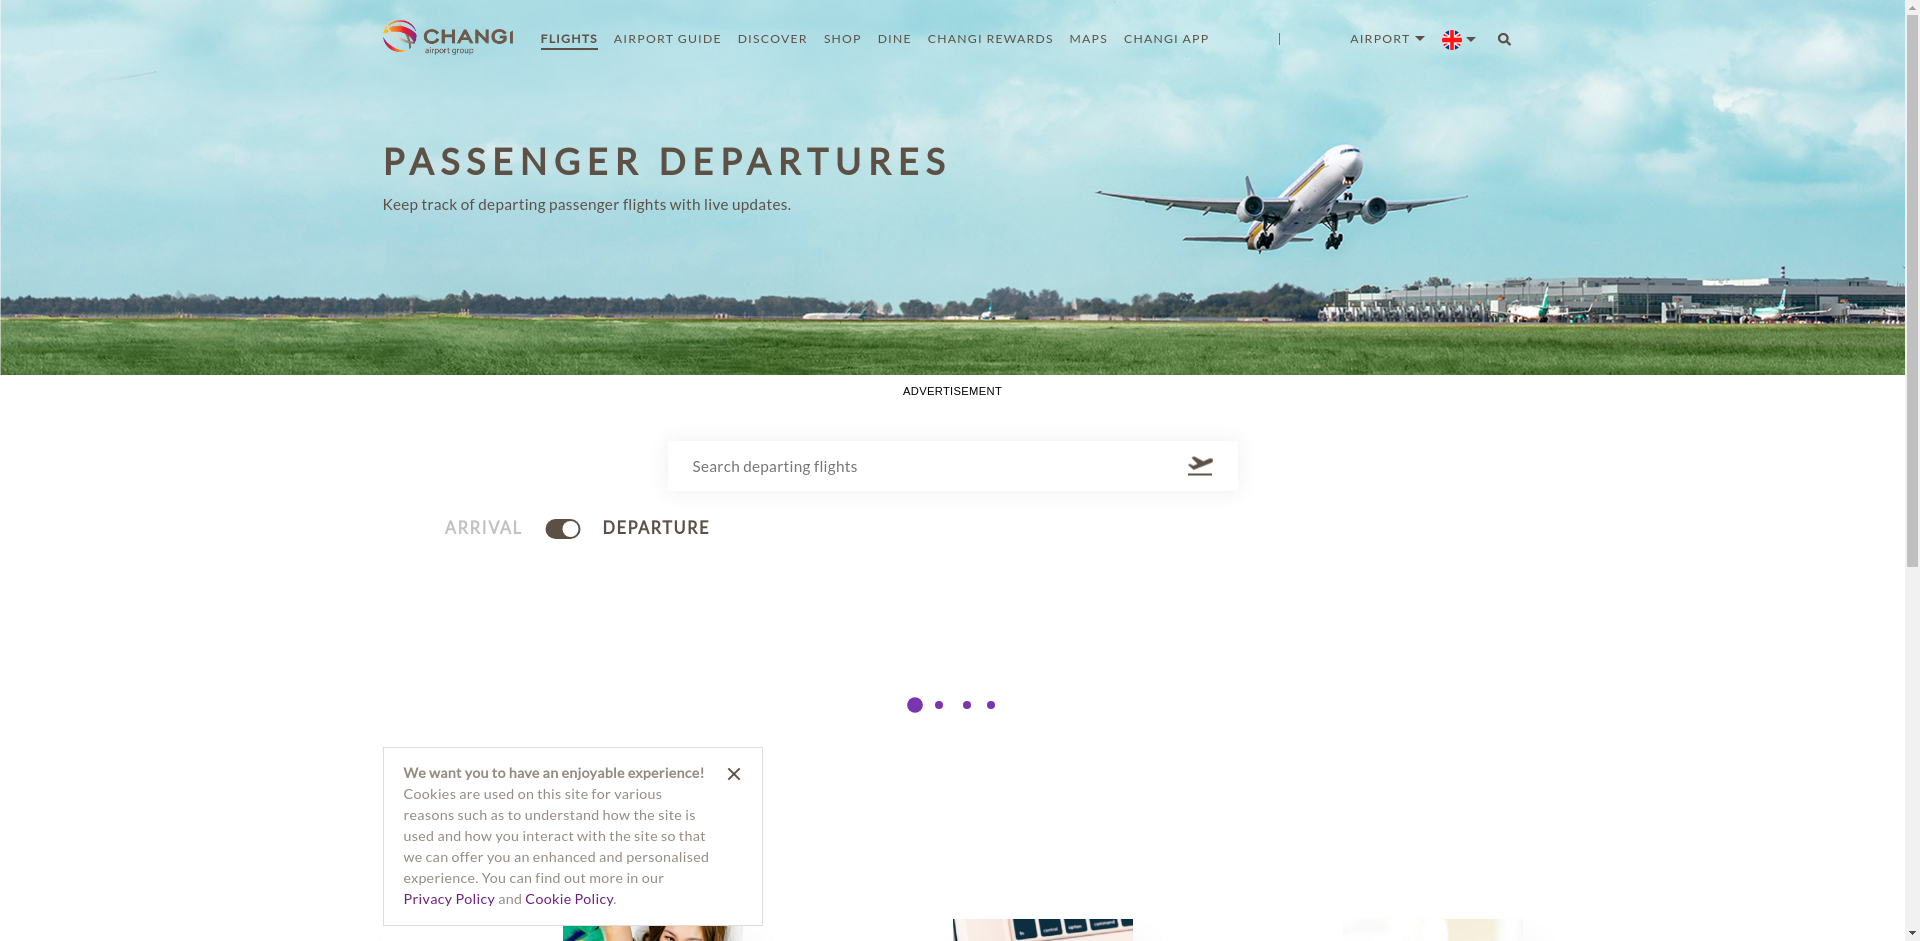 CHANGI
airport group
FLIGHTS
AIRPORT GUIDE
DISCOVER
SHOP
DINE
CHANGI REWARDS
MAPS
CHANGI APP
|
AIRPORT
PASSENGER DEPARTURES
Keep track of departing passenger flights with live updates.
ADVERTISEMENT
Search departing flights
ARRIVAL
DEPARTURE
We want you to have an enjoyable experience!
Cookies are used on this site for various
reasons such as to understand how the site is
used and how you interact with the site so that
we can offer you an enhanced and personalised
experience. You can find out more in our
Privacy Policy and Cookie Policy.